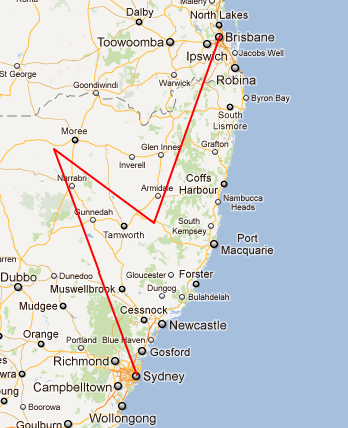 Maleny
North Lakes
Dalby
Toowoomba
Brisbane
Ipswich
Jacobs Well
St George
Robina
Warwick
Goondiwindi
Byron Bay
South
Lismore
Moree
Glen Innes
Grafton
Inverell
Narrabri
Armidale
Coffs
Harbour
Nambucca
Heads
Gunnedah
South
Kempsey
Tamworth
Port
Macquarie
Dunedoo
Gloucester
Forster
Dubbo
Muswellbrook
Dungog
Bulahdelah
Mudgee
Cessnock
Newcastle
Orange
Portland
Blue Haven
Gosford
Richmond
Sydney
Campbelltown
Boorowa
Wollongong
Goulburn